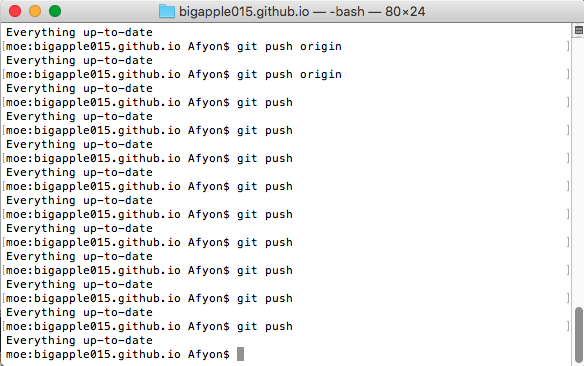 bigapple015.github.io — -bash — 80×24
Everything up-to-date
[moe:bigapple015.github.io Afyon$ git push origin ]
Everything up-to-date
[moe:bigapple015.github.io Afyon$ git push origin ]
Everything up-to-date
[moe:bigapple015.github.io Afyon$ git push ]
Everything up-to-date
[moe:bigapple015.github.io Afyon$ git push ]
Everything up-to-date
[moe:bigapple015.github.io Afyon$ git push ]
Everything up-to-date
[moe:bigapple015.github.io Afyon$ git push ]
Everything up-to-date
[moe:bigapple015.github.io Afyon$ git push ]
Everything up-to-date
[moe:bigapple015.github.io Afyon$ git push ]
Everything up-to-date
[moe:bigapple015.github.io Afyon$ git push ]
Everything up-to-date
[moe:bigapple015.github.io Afyon$ git push ]
Everything up-to-date
[moe:bigapple015.github.io Afyon$ git push ]
Everything up-to-date
moe:bigapple015.github.io Afyon$